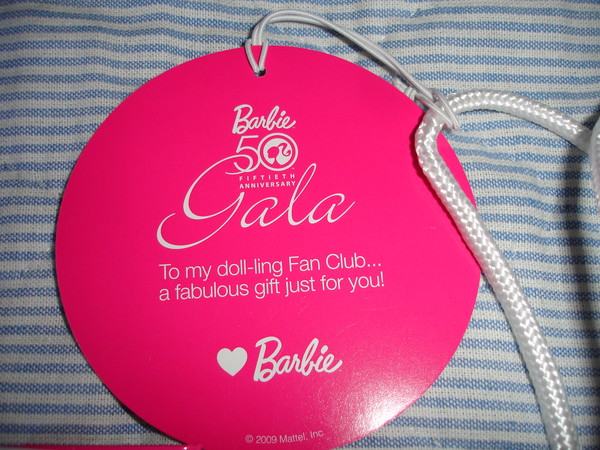 Barbie
50
FIFTIETH
ANNIVERSARY
Gala
To my doll-ling Fan Club...
a fabulous gift just for you!
♥ Barbie
© 2009 Mattel, Inc.